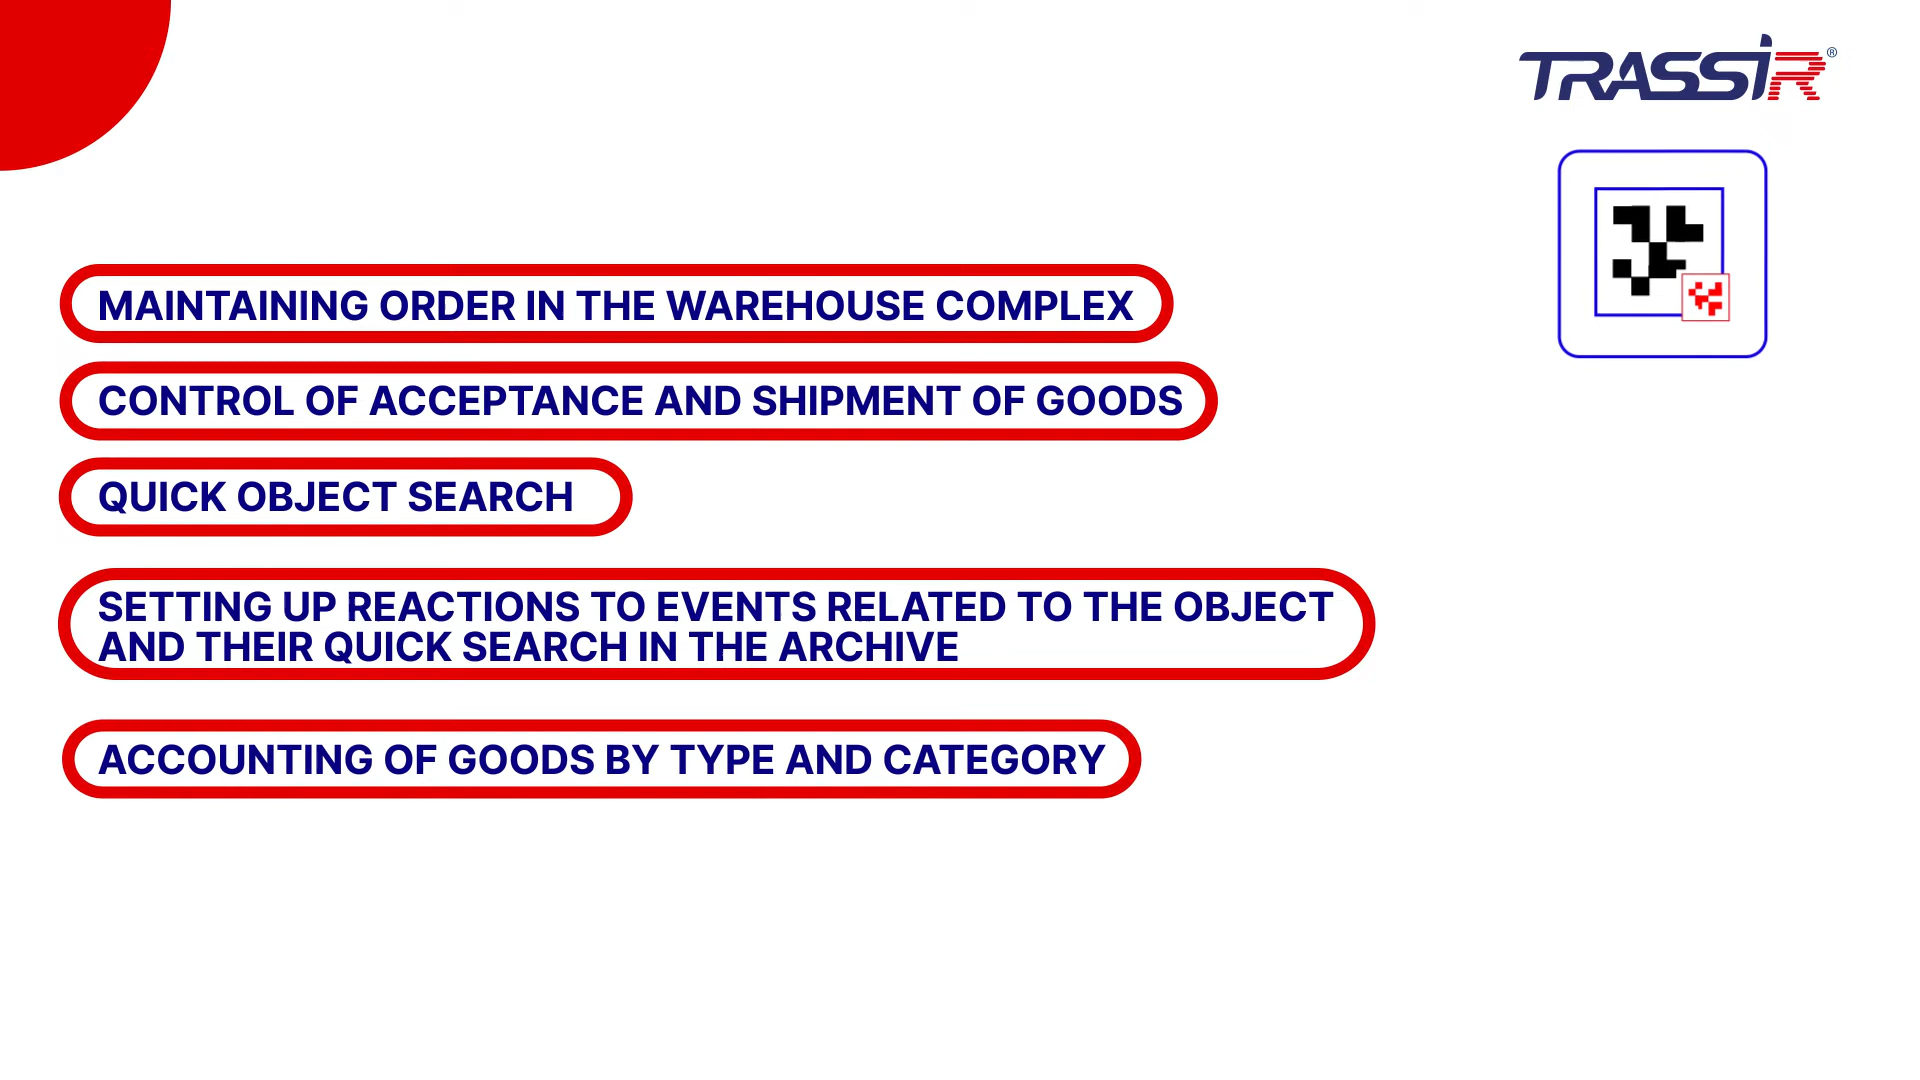 TRASSIR®
MAINTAINING ORDER IN THE WAREHOUSE COMPLEX
CONTROL OF ACCEPTANCE AND SHIPMENT OF GOODS
QUICK OBJECT SEARCH
SETTING UP REACTIONS TO EVENTS RELATED TO THE OBJECT
AND THEIR QUICK SEARCH IN THE ARCHIVE
ACCOUNTING OF GOODS BY TYPE AND CATEGORY